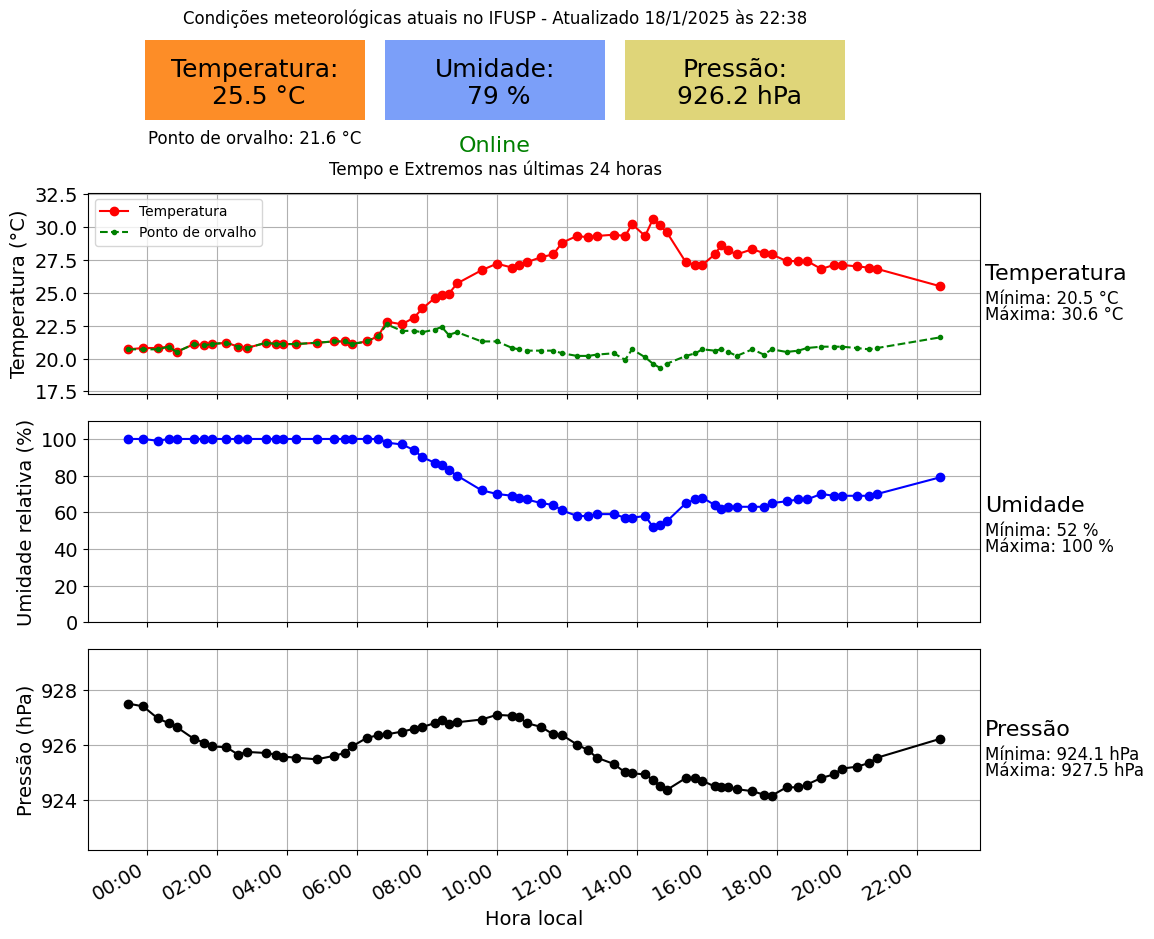 Condições meteorológicas atuais no IFUSP - Atualizado 18/1/2025 às 22:38
Temperatura:
25.5 °C
Umidade:
79 %
Pressão:
926.2 hPa
Ponto de orvalho: 21.6 °C
Online
Tempo e Extremos nas últimas 24 horas
Temperatura (°C)
32.5
30.0
27.5
25.0
22.5
20.0
17.5
Temperatura
Ponto de orvalho
Temperatura
Mínima: 20.5 °C
Máxima: 30.6 °C
Umidade relativa (%)
100
80
60
40
20
0
Umidade
Mínima: 52 %
Máxima: 100 %
Pressão (hPa)
928
926
924
Pressão
Mínima: 924.1 hPa
Máxima: 927.5 hPa
00:00
02:00
04:00
06:00
08:00
10:00
12:00
14:00
16:00
18:00
20:00
22:00
Hora local